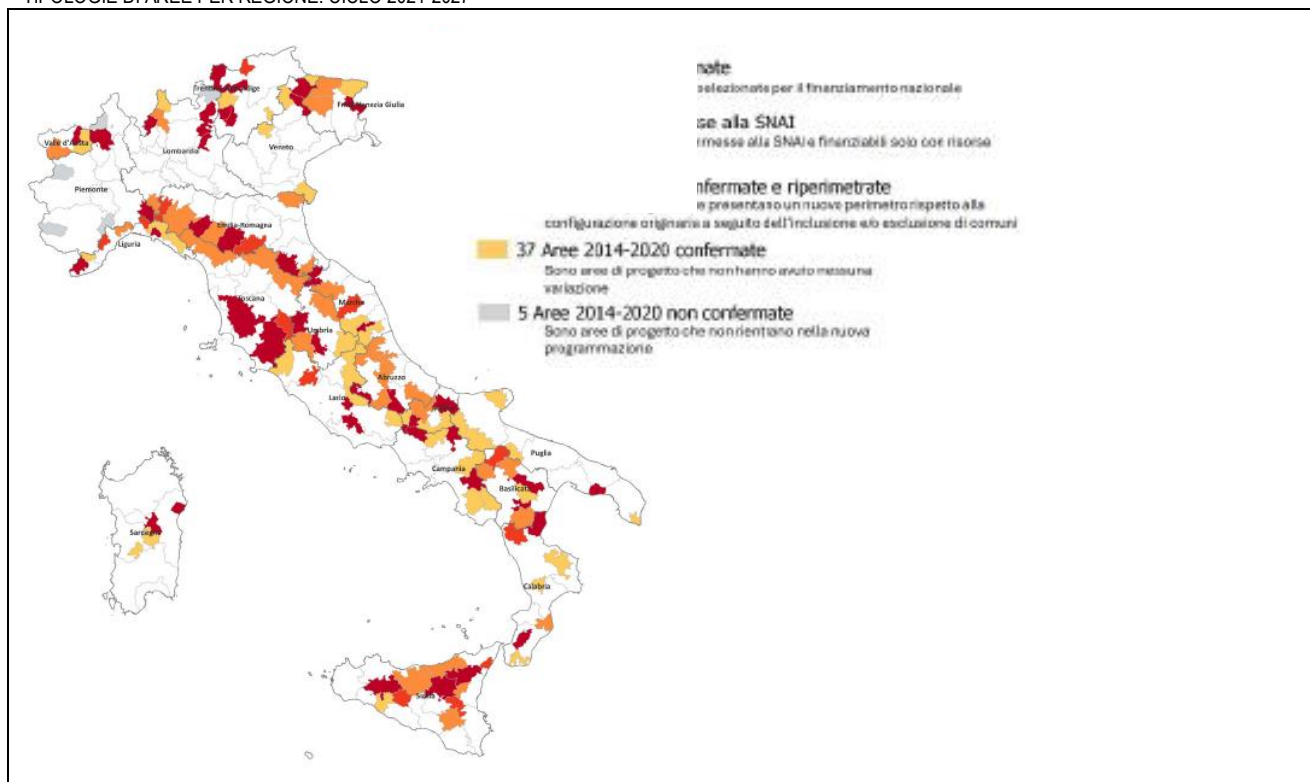 TIPOLOGIE DI AREE PER REGIONE. CICLO 2021-2027
Trentino-Alto Adige
Friuli Venezia Giulia
Valle d'Aosta
Lombardia
Veneto
Piemonte
Emilia-Romagna
Liguria
Toscana
Marche
Umbria
Abruzzo
Lazio
Puglia
Campania
Basilicata
Sardegna
Calabria
Sicilia
mate
selezionate per il finanziamento nazionale
se alla SNAI
rmesse alla SNAI e finanziabili solo con risorse
nfermate e riperimetrate
e presentano un nuovo perimetro rispetto alla
configurazione originaria a seguito dell'inclusione e/o esclusione di comuni
37 Aree 2014-2020 confermate
Sono aree di progetto che non hanno avuto nessuna
variazione
5 Aree 2014-2020 non confermate
Sono aree di progetto che non rientrano nella nuova
programmazione